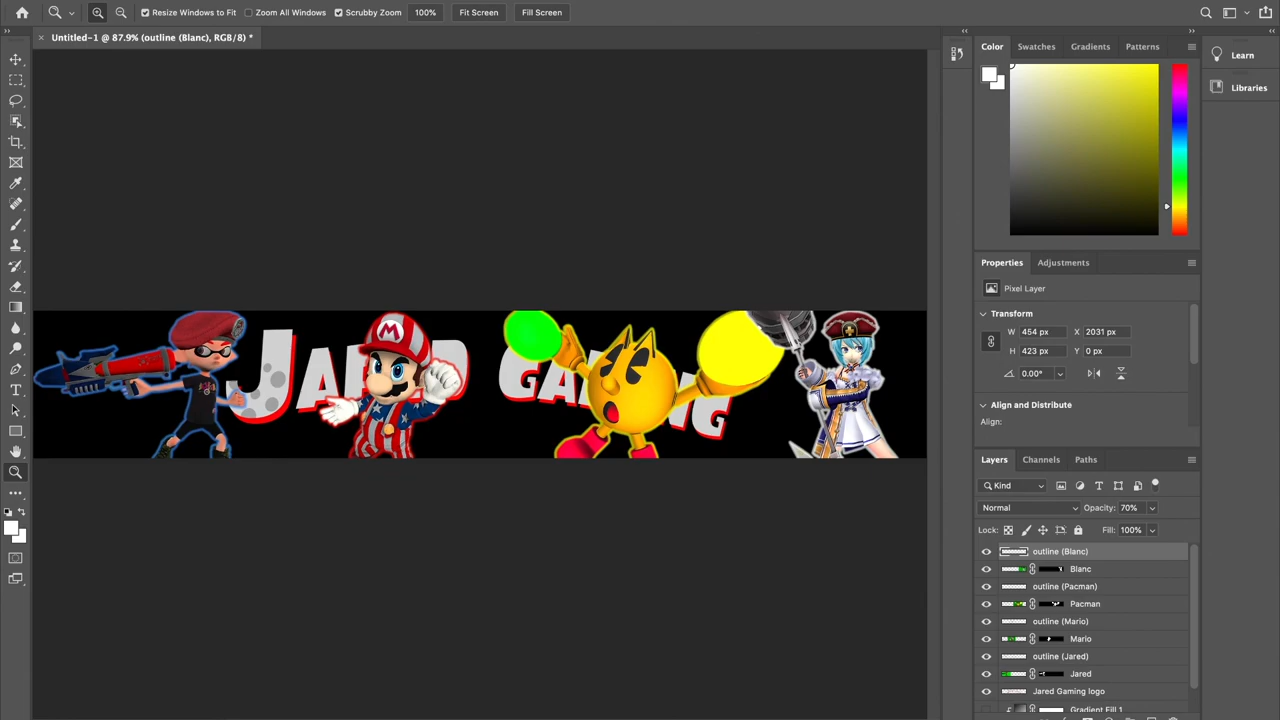 Resize Windows to Fit Zoom All Windows Scrubby Zoom 100% Fit Screen Fill Screen
Untitled-1 @ 87.9% (outline (Blanc), RGB/8) *
Color Swatches Gradients Patterns
Learn
Libraries
Properties Adjustments
Pixel Layer
Transform
W 454 px X 2031 px
H 423 px Y 0 px
0.00°
Align and Distribute
Align:
JARED GAMING
M
Layers Channels Paths
Kind
Normal Opacity: 70%
Lock: Fill: 100%
outline (Blanc)
Blanc
outline (Pacman)
Pacman
outline (Mario)
Mario
outline (Jared)
Jared
Jared Gaming logo
Gradient Fill 1